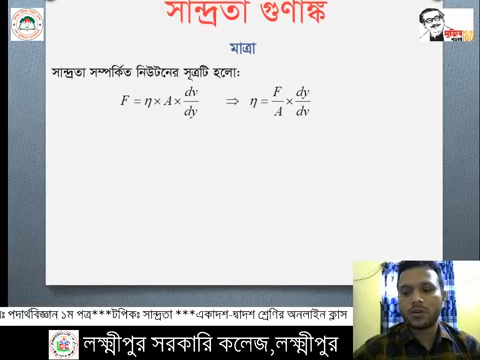 সান্দ্রতা গুণাঙ্ক
মাত্রা
সান্দ্রতা সম্পর্কিত নিউটনের সূত্রটি হলো:
F = η × A × dv/dy ⇒ η = F/A × dy/dv
পদার্থবিজ্ঞান ১ম পত্র***টপিকঃ সান্দ্রতা ***একাদশ-দ্বাদশ শ্রেণির অনলাইন ক্লাস
লক্ষ্মীপুর সরকারি কলেজ,লক্ষ্মীপুর